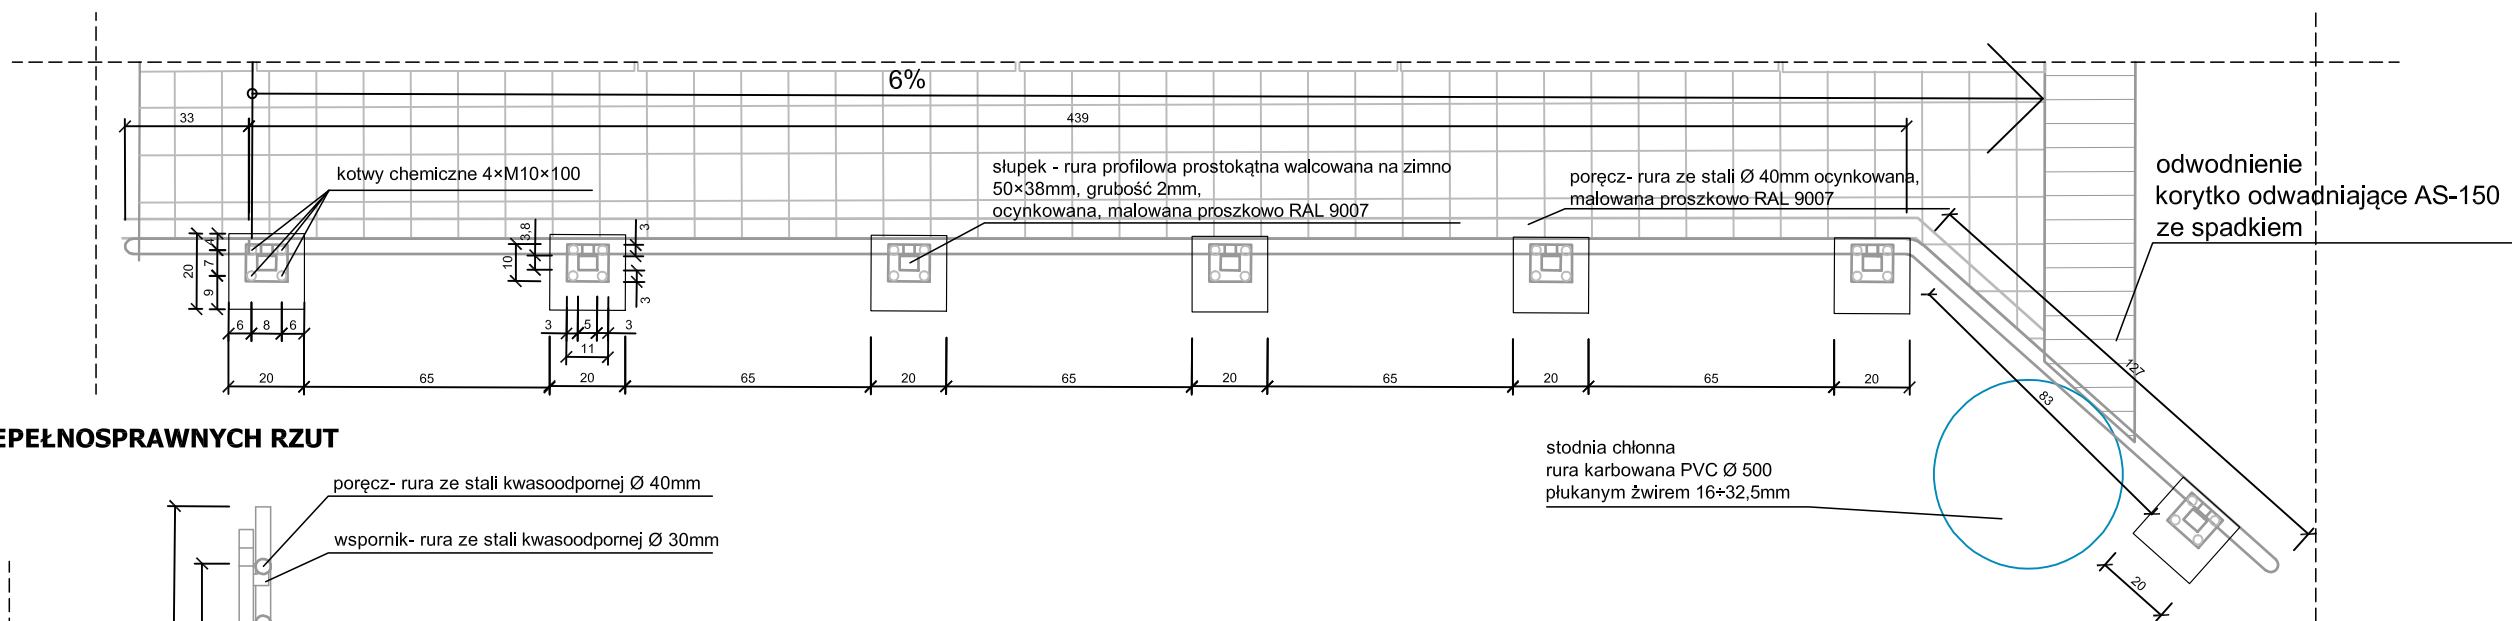 6%
33
439
kotwy chemiczne 4×M10×100
słupek - rura profilowa prostokątna walcowana na zimno
50×38mm, grubość 2mm,
ocynkowana, malowana proszkowo RAL 9007
poręcz- rura ze stali Ø 40mm ocynkowana,
malowana proszkowo RAL 9007
odwodnienie
korytko odwadniające AS-150
ze spadkiem
4
7
9
20
6
8
6
3,8
10
3
3
3
5
3
11
20
65
20
65
20
65
20
65
20
65
20
127
83
20
EPEŁNOSPRAWNYCH RZUT
stodnia chłonna
rura karbowana PVC Ø 500
płukanym żwirem 16÷32,5mm
poręcz- rura ze stali kwasoodpornej Ø 40mm
wspornik- rura ze stali kwasoodpornej Ø 30mm